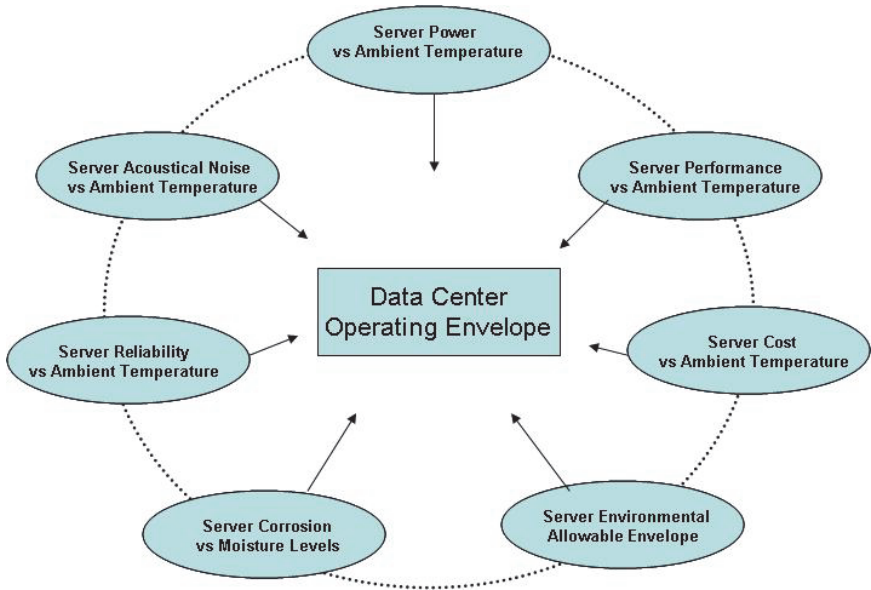 Server Power
vs Ambient Temperature
Server Acoustical Noise
vs Ambient Temperature
Server Performance
vs Ambient Temperature
Data Center
Operating Envelope
Server Reliability
vs Ambient Temperature
Server Cost
vs Ambient Temperature
Server Corrosion
vs Moisture Levels
Server Environmental
Allowable Envelope